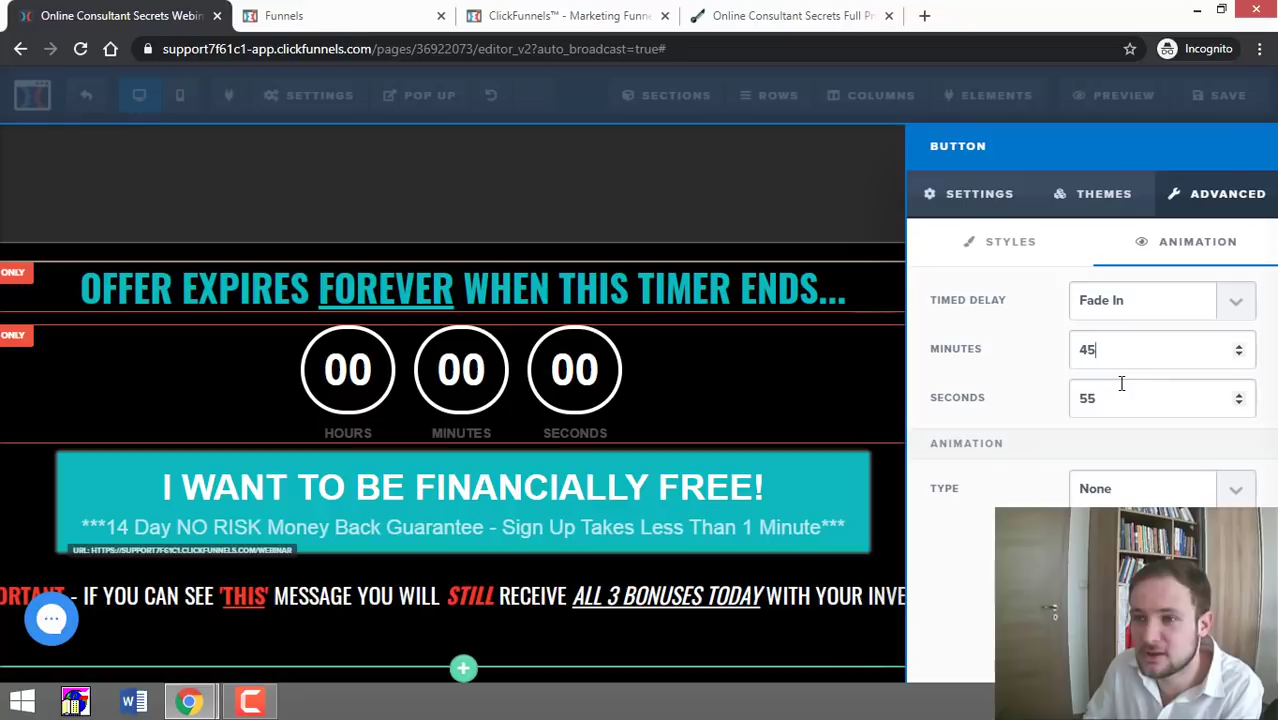 Online Consultant Secrets Webin
Funnels
ClickFunnels™ - Marketing Funne
Online Consultant Secrets Full Pr
support7f61c1-app.clickfunnels.com/pages/36922073/editor_v2?auto_broadcast=true#
Incognito
SETTINGS
POP UP
SECTIONS
ROWS
COLUMNS
ELEMENTS
PREVIEW
SAVE
BUTTON
SETTINGS
THEMES
ADVANCED
STYLES
ANIMATION
ONLY
OFFER EXPIRES FOREVER WHEN THIS TIMER ENDS...
TIMED DELAY
Fade In
ONLY
MINUTES
45
00 00 00
SECONDS
55
HOURS MINUTES SECONDS
ANIMATION
I WANT TO BE FINANCIALLY FREE!
TYPE
None
***14 Day NO RISK Money Back Guarantee - Sign Up Takes Less Than 1 Minute***
URL: HTTPS://SUPPORT7F61C1.CLICKFUNNELS.COM/WEBINAR
ORTANT - IF YOU CAN SEE 'THIS' MESSAGE YOU WILL STILL RECEIVE ALL 3 BONUSES TODAY WITH YOUR INVE